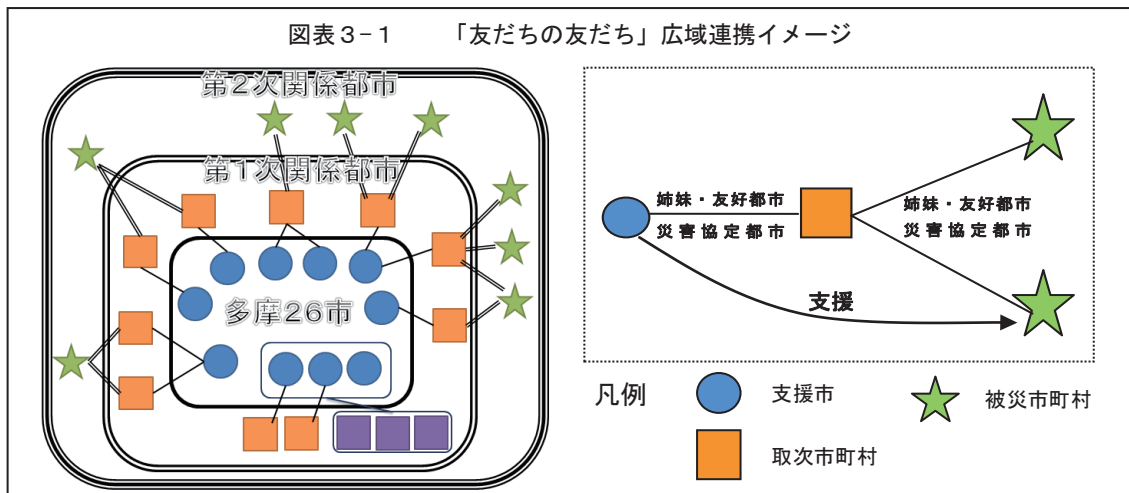 図表3-1 「友だちの友だち」広域連携イメージ
第2次関係都市
第1次関係都市
多摩26市
姉妹・友好都市
災害協定都市
姉妹・友好都市
災害協定都市
支援
凡例
支援市
被災市町村
取次市町村